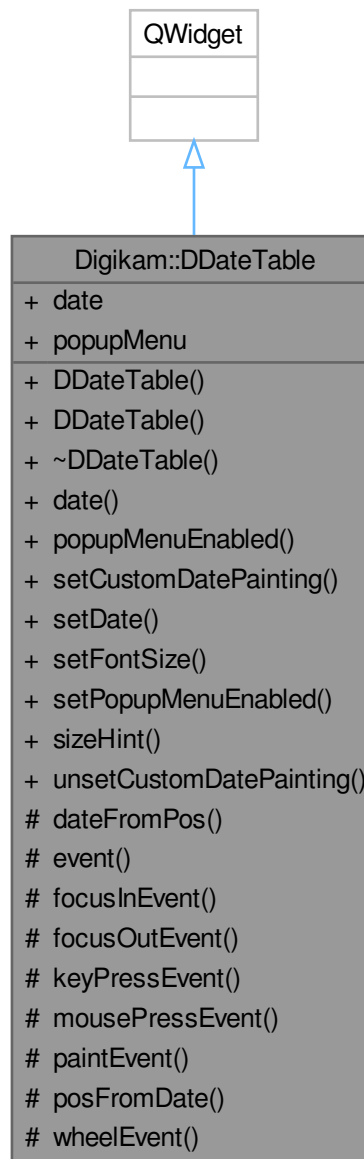 QWidget
Digikam::DDateTable
+ date
+ popupMenu
+ DDateTable()
+ DDateTable()
+ ~DDateTable()
+ date()
+ popupMenuEnabled()
+ setCustomDatePainting()
+ setDate()
+ setFontSize()
+ setPopupMenuEnabled()
+ sizeHint()
+ unsetCustomDatePainting()
# dateFromPos()
# event()
# focusInEvent()
# focusOutEvent()
# keyPressEvent()
# mousePressEvent()
# paintEvent()
# posFromDate()
# wheelEvent()